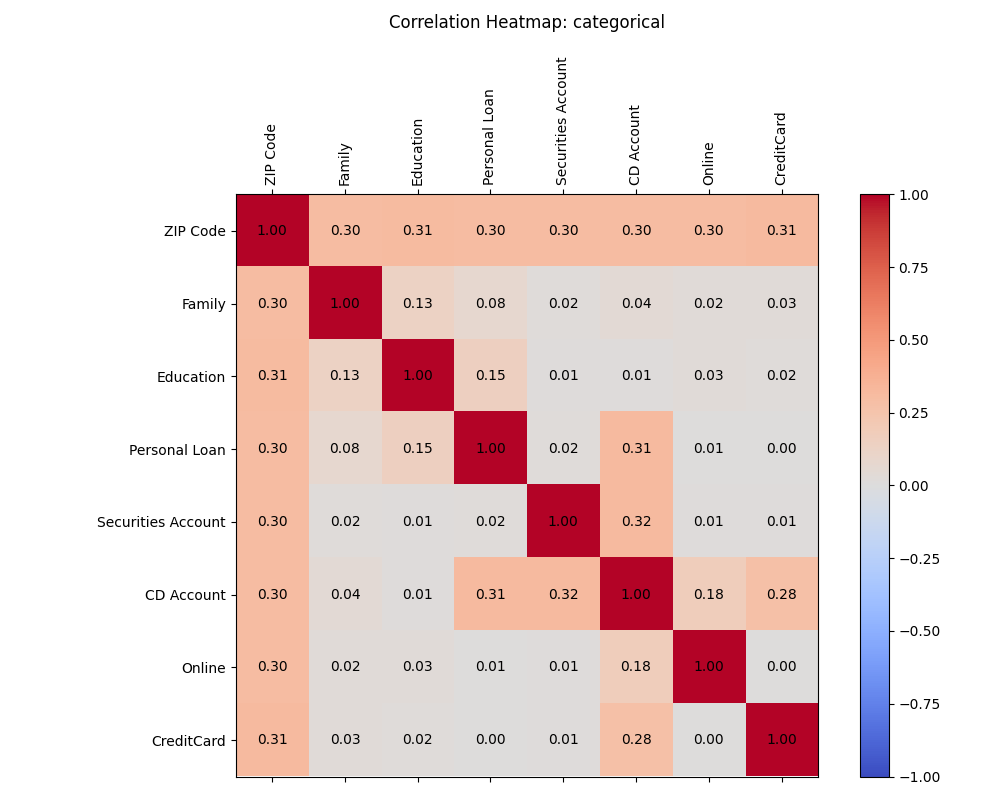 Correlation Heatmap: categorical
ZIP Code
Family
Education
Personal Loan
Securities Account
CD Account
Online
CreditCard
ZIP Code 1.00 0.30 0.31 0.30 0.30 0.30 0.30 0.31
Family 0.30 1.00 0.13 0.08 0.02 0.04 0.02 0.03
Education 0.31 0.13 1.00 0.15 0.01 0.01 0.03 0.02
Personal Loan 0.30 0.08 0.15 1.00 0.02 0.31 0.01 0.00
Securities Account 0.30 0.02 0.01 0.02 1.00 0.32 0.01 0.01
CD Account 0.30 0.04 0.01 0.31 0.32 1.00 0.18 0.28
Online 0.30 0.02 0.03 0.01 0.01 0.18 1.00 0.00
CreditCard 0.31 0.03 0.02 0.00 0.01 0.28 0.00 1.00
1.00
0.75
0.50
0.25
0.00
−0.25
−0.50
−0.75
−1.00